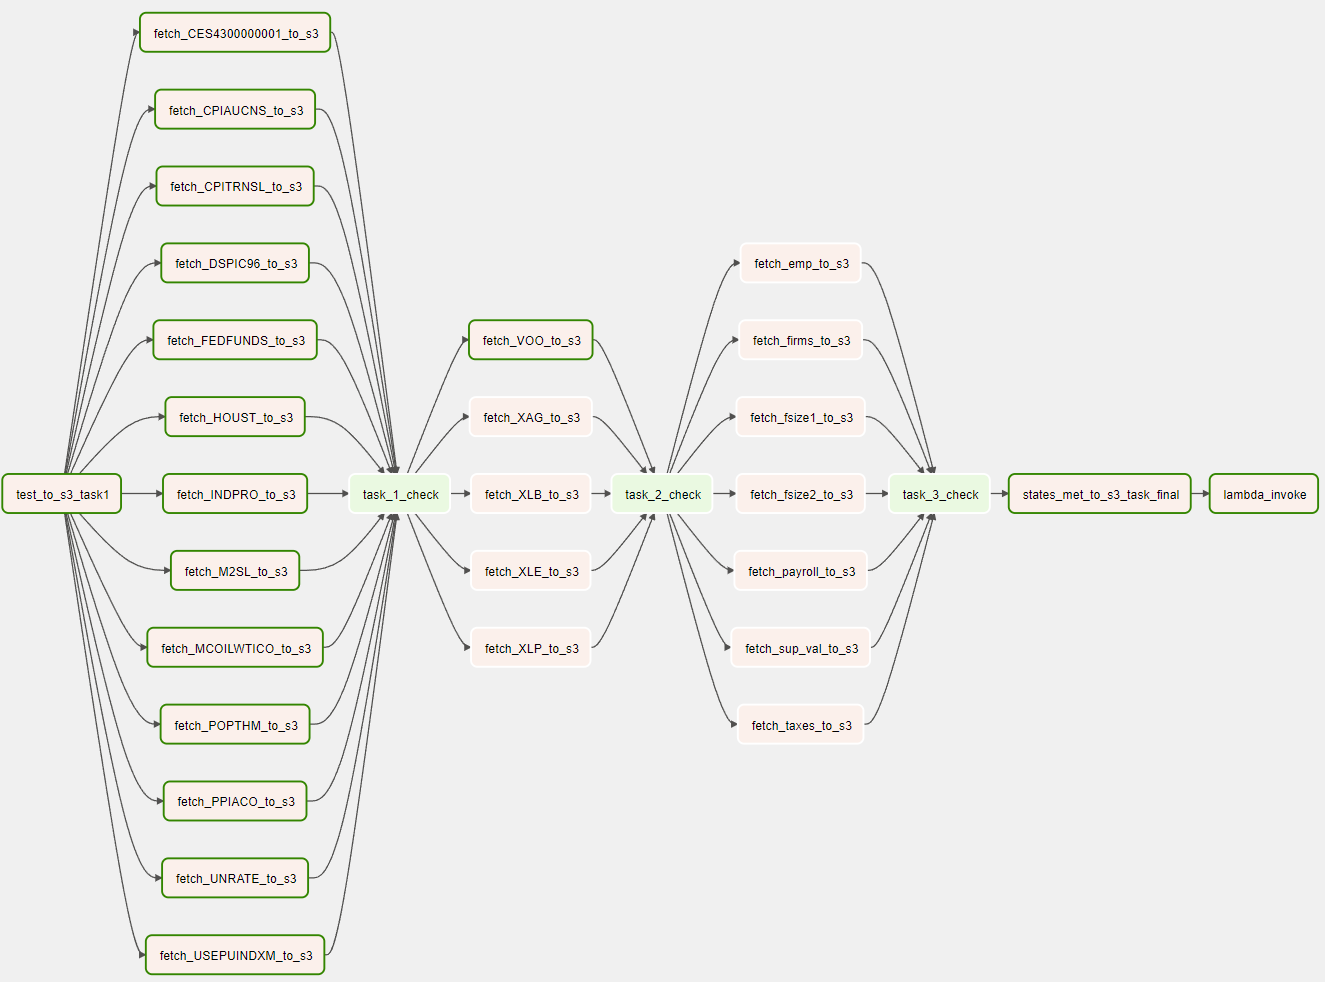 fetch_CES4300000001_to_s3
fetch_CPIAUCNS_to_s3
fetch_CPITRNSL_to_s3
fetch_DSPIC96_to_s3
fetch_FEDFUNDS_to_s3
fetch_HOUST_to_s3
test_to_s3_task1
fetch_INDPRO_to_s3
fetch_M2SL_to_s3
fetch_MCOILWTICO_to_s3
fetch_POPTHM_to_s3
fetch_PPIACO_to_s3
fetch_UNRATE_to_s3
fetch_USEPUINDXM_to_s3
task_1_check
fetch_VOO_to_s3
fetch_XAG_to_s3
fetch_XLB_to_s3
fetch_XLE_to_s3
fetch_XLP_to_s3
task_2_check
fetch_emp_to_s3
fetch_firms_to_s3
fetch_fsize1_to_s3
fetch_fsize2_to_s3
fetch_payroll_to_s3
fetch_sup_val_to_s3
fetch_taxes_to_s3
task_3_check
states_met_to_s3_task_final
lambda_invoke